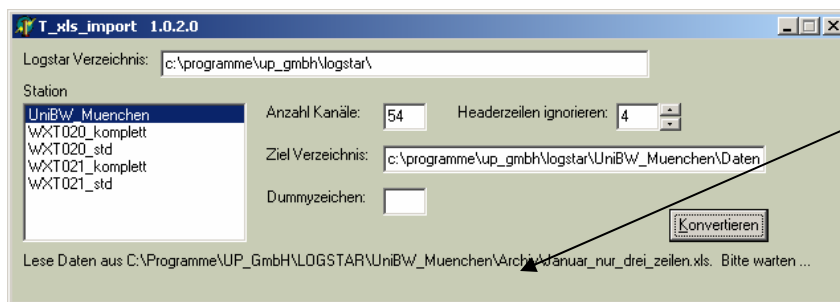 T_xls_import 1.0.2.0
Logstar Verzeichnis: c:\programme\up_gmbh\logstar\
Station
UniBW_Muenchen
WXT020_komplett
WXT020_std
WXT021_komplett
WXT021_std
Anzahl Kanäle: 54 Headerzeilen ignorieren: 4
Ziel Verzeichnis: c:\programme\up_gmbh\logstar\UniBW_Muenchen\Daten
Dummyzeichen:
Konvertieren
Lese Daten aus C:\Programme\UP_GmbH\LOGSTAR\UniBW_Muenchen\Archiv\Januar_nur_drei_zeilen.xls. Bitte warten ...